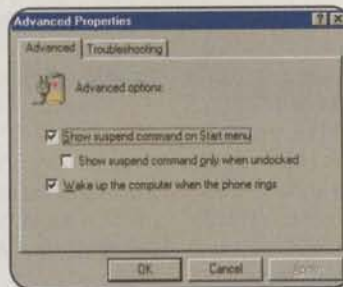 Advanced Properties
Advanced Troubleshooting
Advanced options:
Show suspend command on Start menu
Show suspend command only when undocked
Wake up the computer when the phone rings
OK Cancel Apply